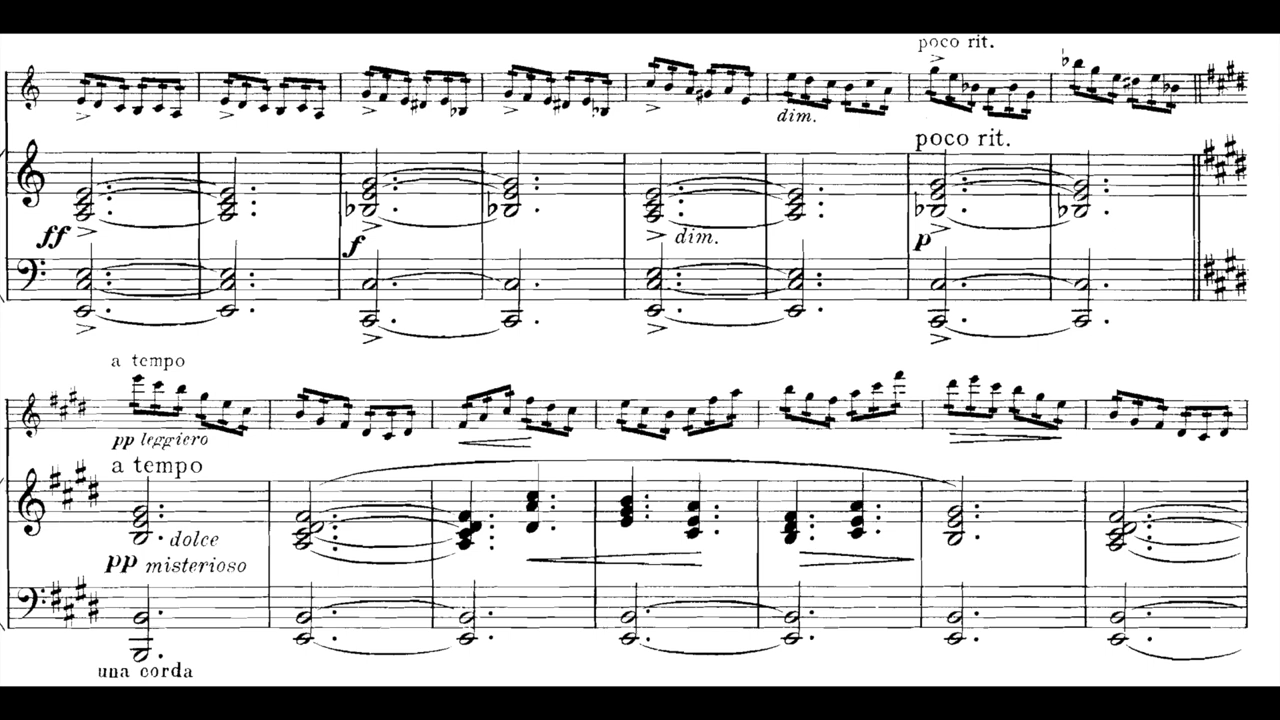 poco rit.
dim.
poco rit.
ff
f
dim.
p
a tempo
pp leggiero
a tempo
dolce
pp misterioso
una corda